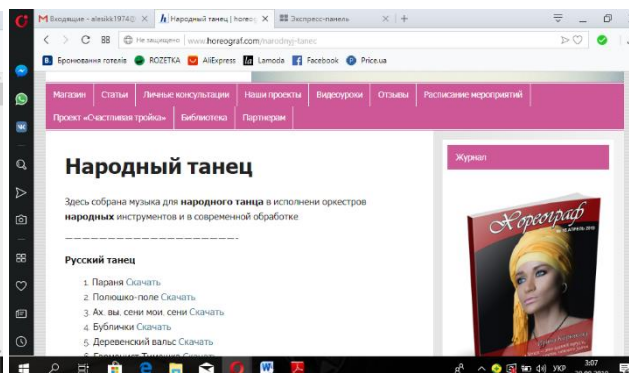 Входящие - alesikk1974@
Народный танец | horeog
Экспресс-панель
Не защищено www.horeograf.com/narodnyj-tanec
Бронювання готелів ROZETKA AliExpress Lamoda Facebook Price.ua
Магазин Статьи Личные консультации Наши проекты Видеоуроки Отзывы Расписание мероприятий
Проект «Счастливая тройка» Библиотека Партнерам
Народный танец
Здесь собрана музыка для народного танца в исполнени оркестров
народных инструментов и в современной обработке
Русский танец
1. Параня Скачать
2. Полюшко-поле Скачать
3. Ах, вы, сени мои, сени Скачать
4. Бублички Скачать
5. Деревенский вальс Скачать
Журнал
Хореограф
УКР
3:07